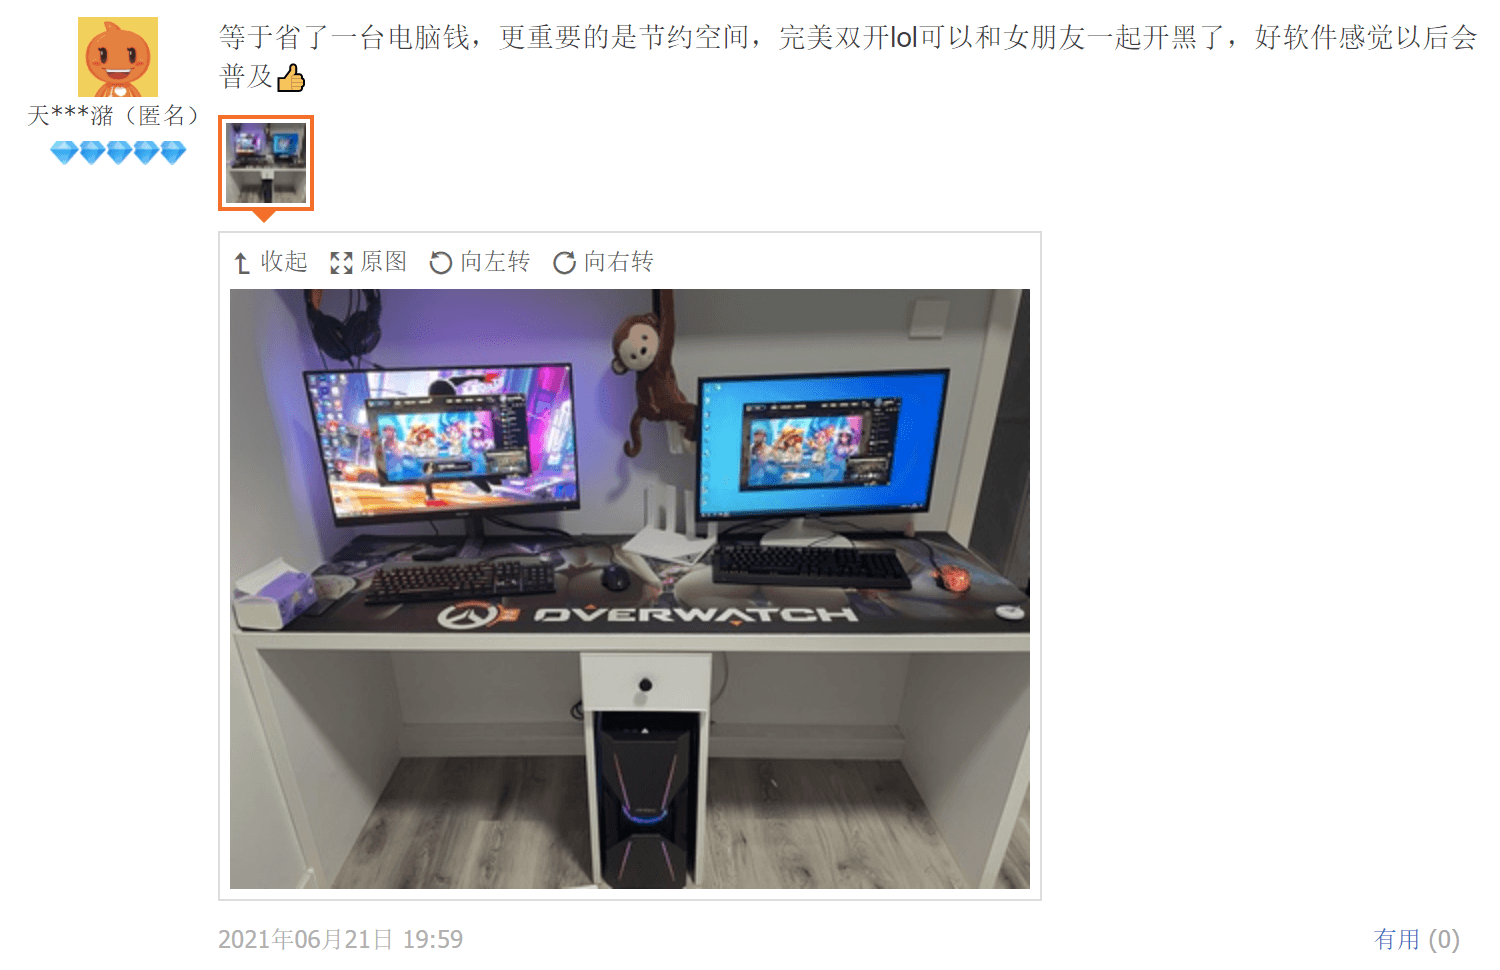 等于省了一台电脑钱，更重要的是节约空间，完美双开lol可以和女朋友一起开黑了，好软件感觉以后会
普及👍
天***潴（匿名）
收起 原图 向左转 向右转
OVERWATCH
2021年06月21日 19:59
有用 (0)